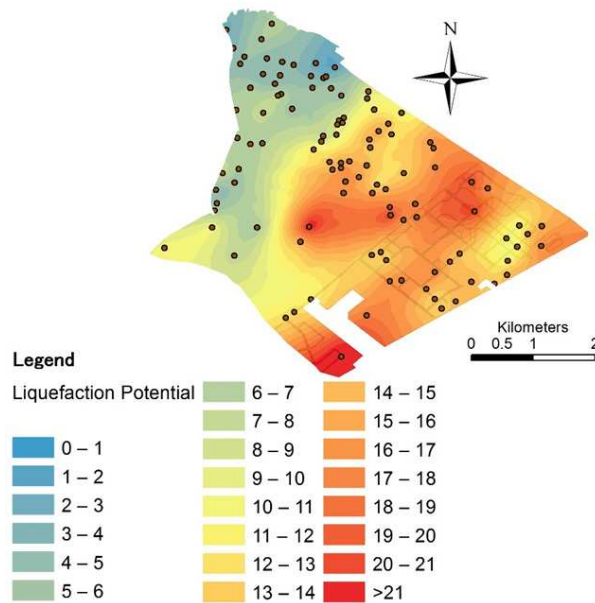 N
Kilometers
0 0.5 1 2
Legend
Liquefaction Potential
0 – 1
1 – 2
2 – 3
3 – 4
4 – 5
5 – 6
6 – 7
7 – 8
8 – 9
9 – 10
10 – 11
11 – 12
12 – 13
13 – 14
14 – 15
15 – 16
16 – 17
17 – 18
18 – 19
19 – 20
20 – 21
>21